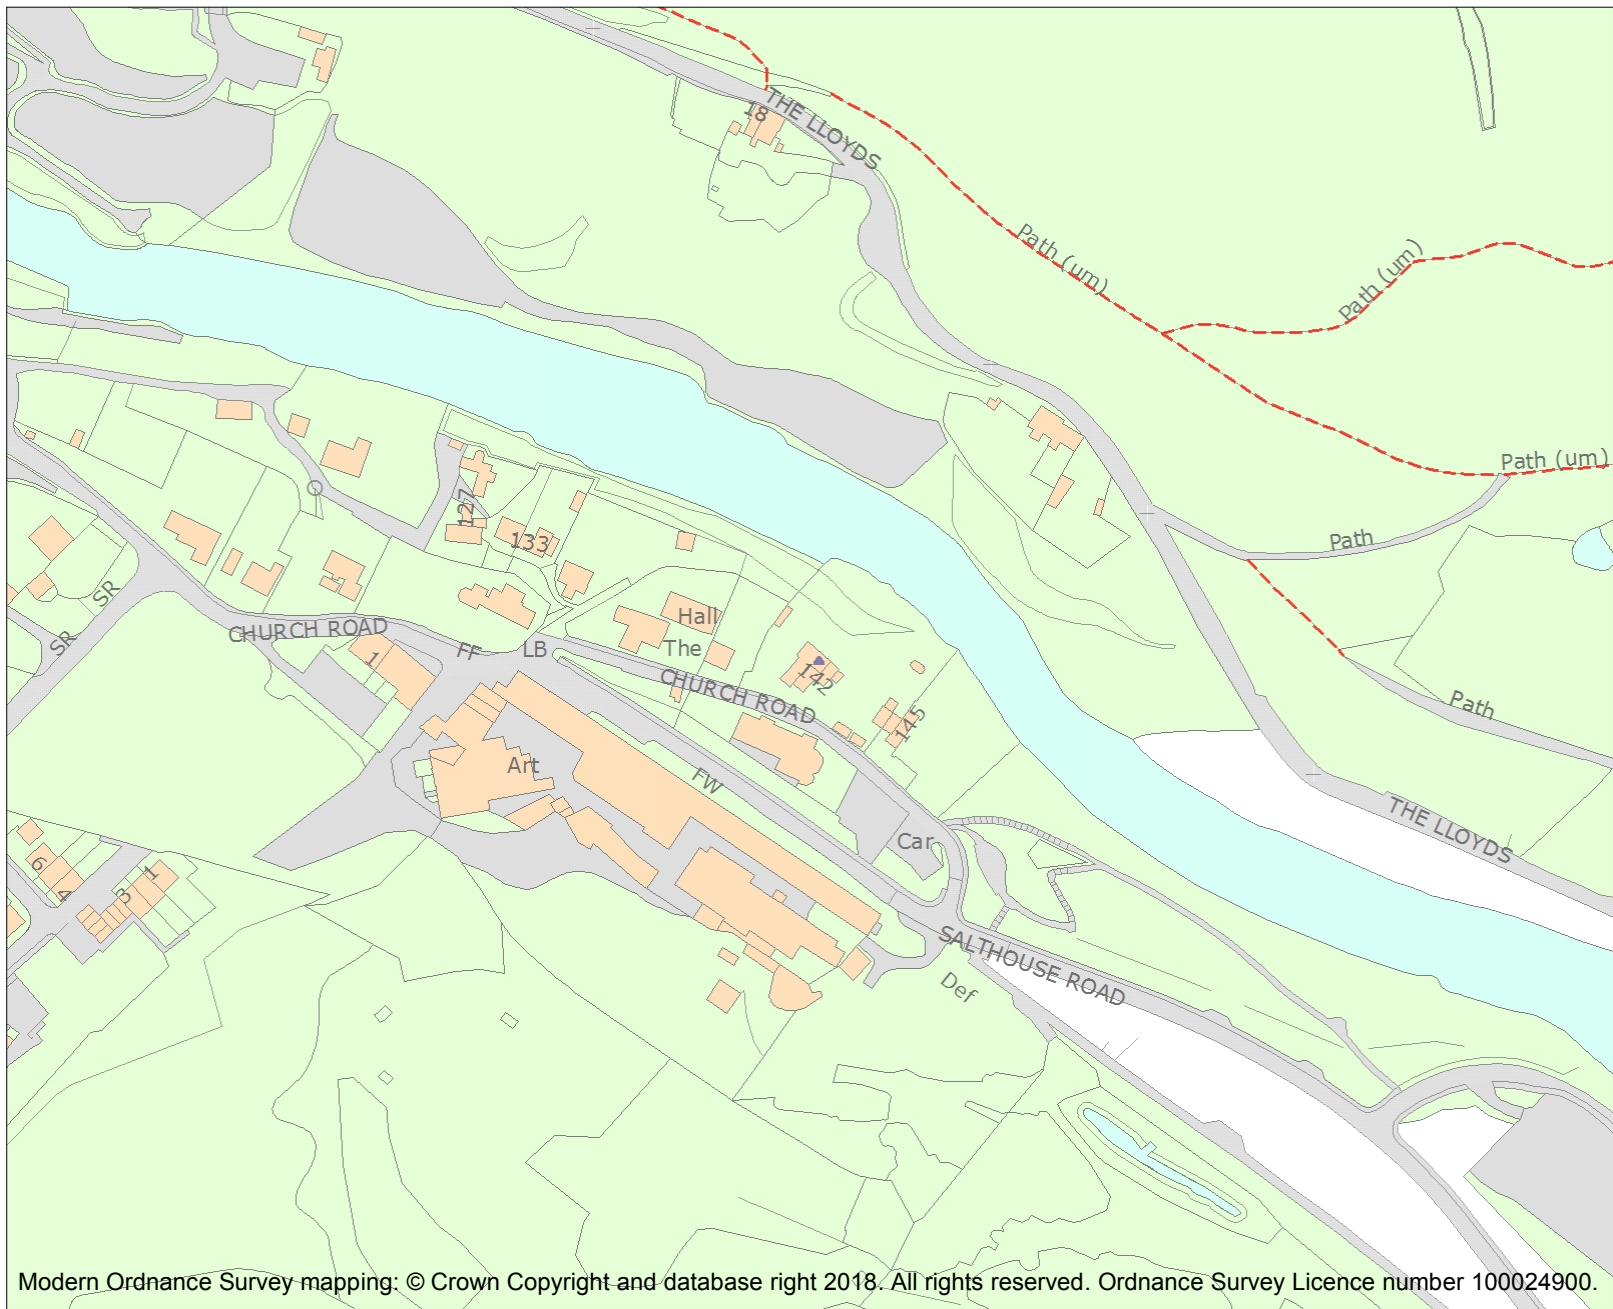 18
THE LLOYDS
Path (um)
Path (um)
Path (um)
127
133
Path
SR
SR
CHURCH ROAD
1
FF
LB
Hall
The
142
CHURCH ROAD
145
Path
Art
FW
THE LLOYDS
Car
6
4
3
1
SALTHOUSE ROAD
Def
Modern Ordnance Survey mapping: © Crown Copyright and database right 2018. All rights reserved. Ordnance Survey Licence number 100024900.